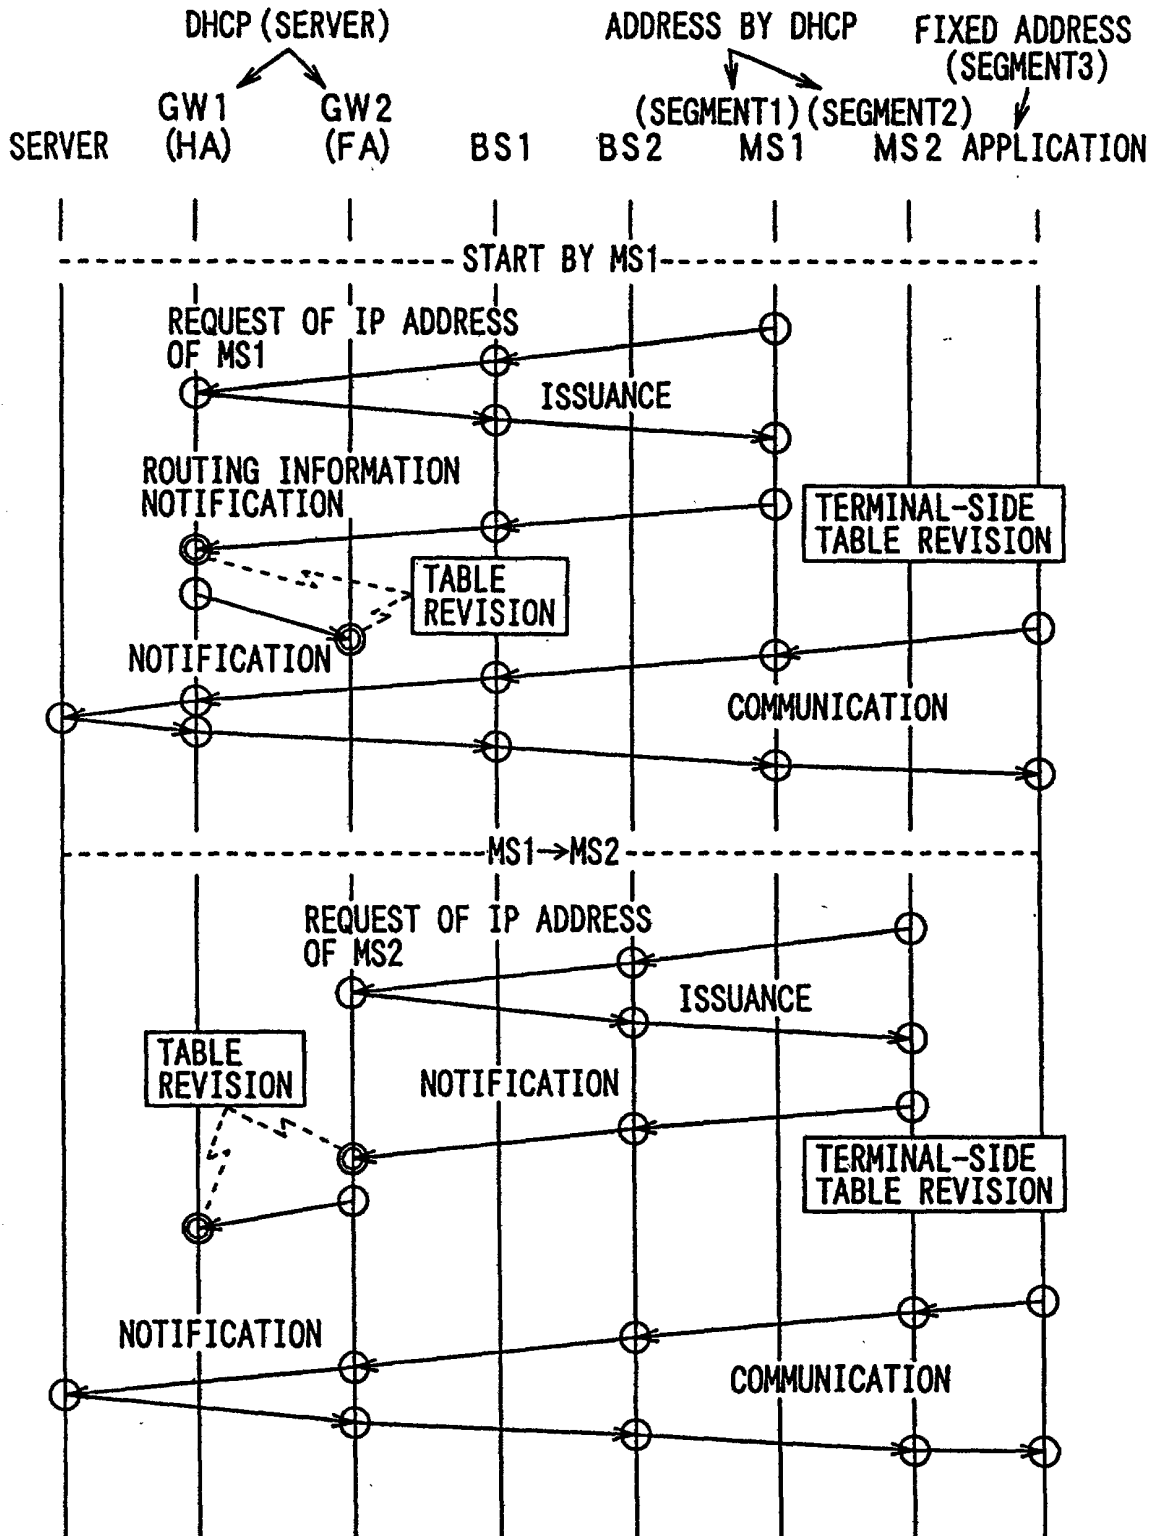 DHCP (SERVER)
ADDRESS BY DHCP
FIXED ADDRESS
(SEGMENT3)
(SEGMENT1) (SEGMENT2)
GW1
(HA)
GW2
(FA)
SERVER
BS1
BS2
MS1
MS2
APPLICATION
START BY MS1
REQUEST OF IP ADDRESS
OF MS1
ISSUANCE
ROUTING INFORMATION
NOTIFICATION
TERMINAL-SIDE
TABLE REVISION
TABLE
REVISION
NOTIFICATION
COMMUNICATION
MS1→MS2
REQUEST OF IP ADDRESS
OF MS2
ISSUANCE
TABLE
REVISION
NOTIFICATION
TERMINAL-SIDE
TABLE REVISION
NOTIFICATION
COMMUNICATION